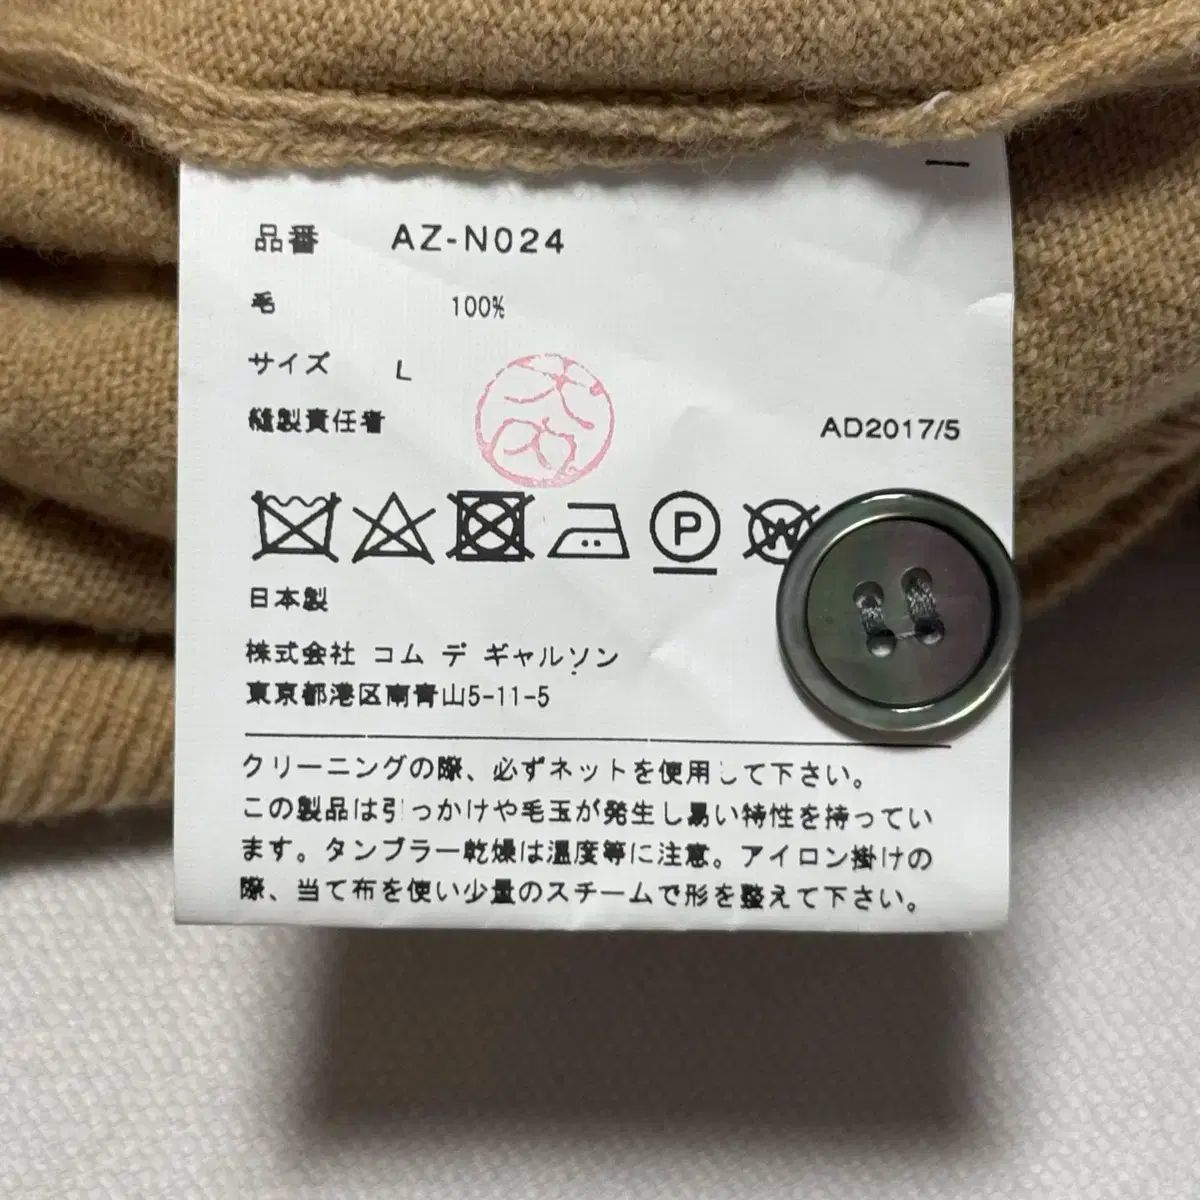 品番 AZ-N024
毛 100%
サイズ L
縫製責任者
AD2017/5
P W
日本製
株式会社 コム デ ギャルソン
東京都港区南青山5-11-5
クリーニングの際、必ずネットを使用して下さい。
この製品は引っかけや毛玉が発生し易い特性を持ってい
ます。タンブラー乾燥は温度等に注意。アイロン掛けの
際、当て布を使い少量のスチームで形を整えて下さい。